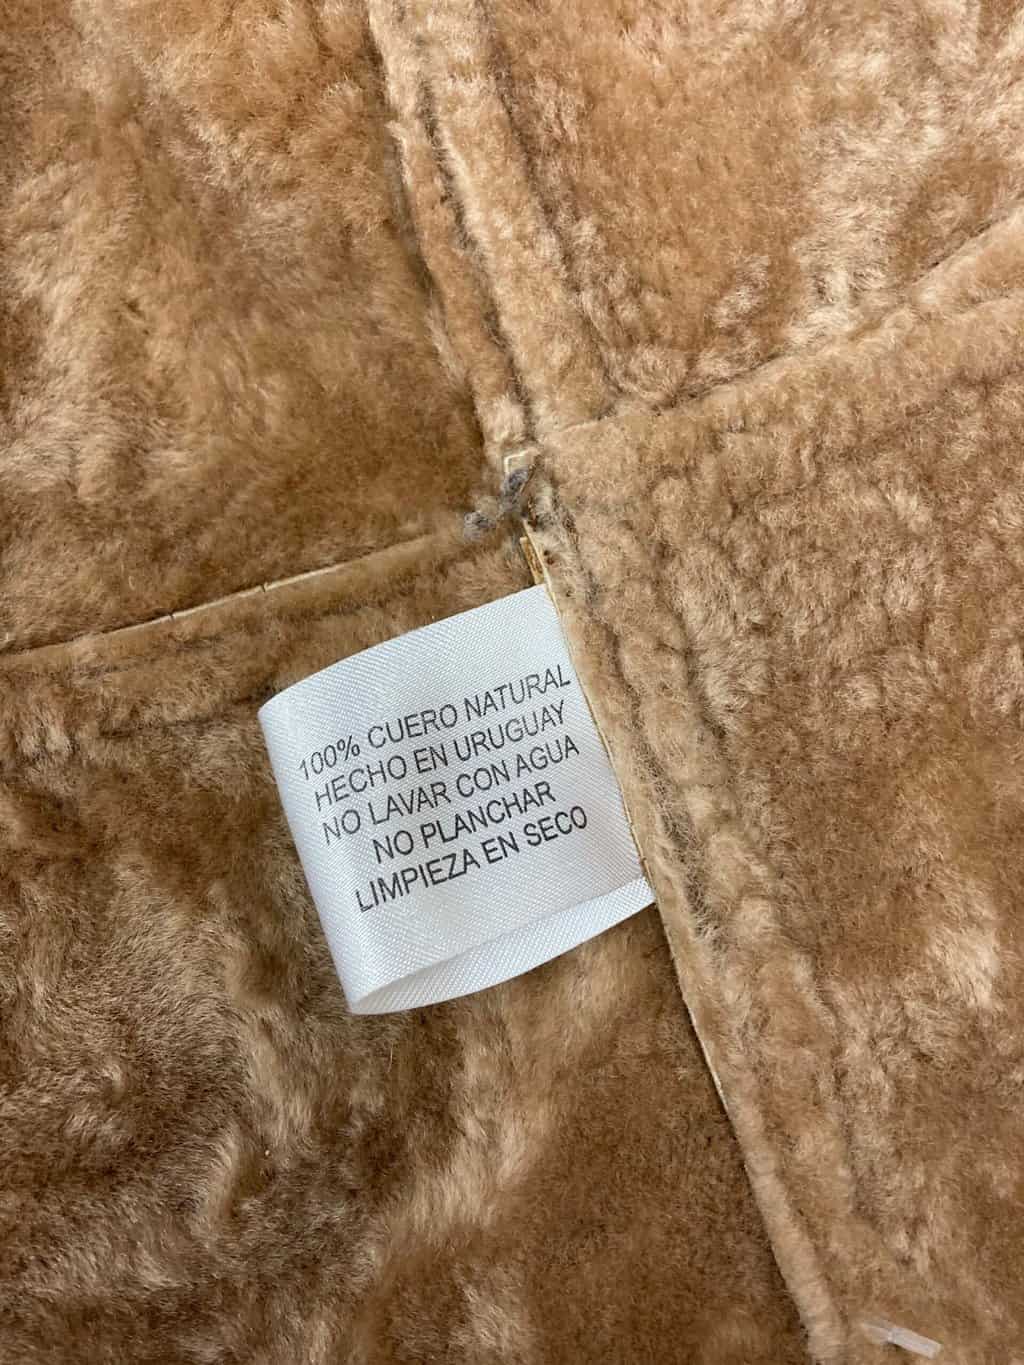 100% CUERO NATURAL
HECHO EN URUGUAY
NO LAVAR CON AGUA
NO PLANCHAR
LIMPIEZA EN SECO